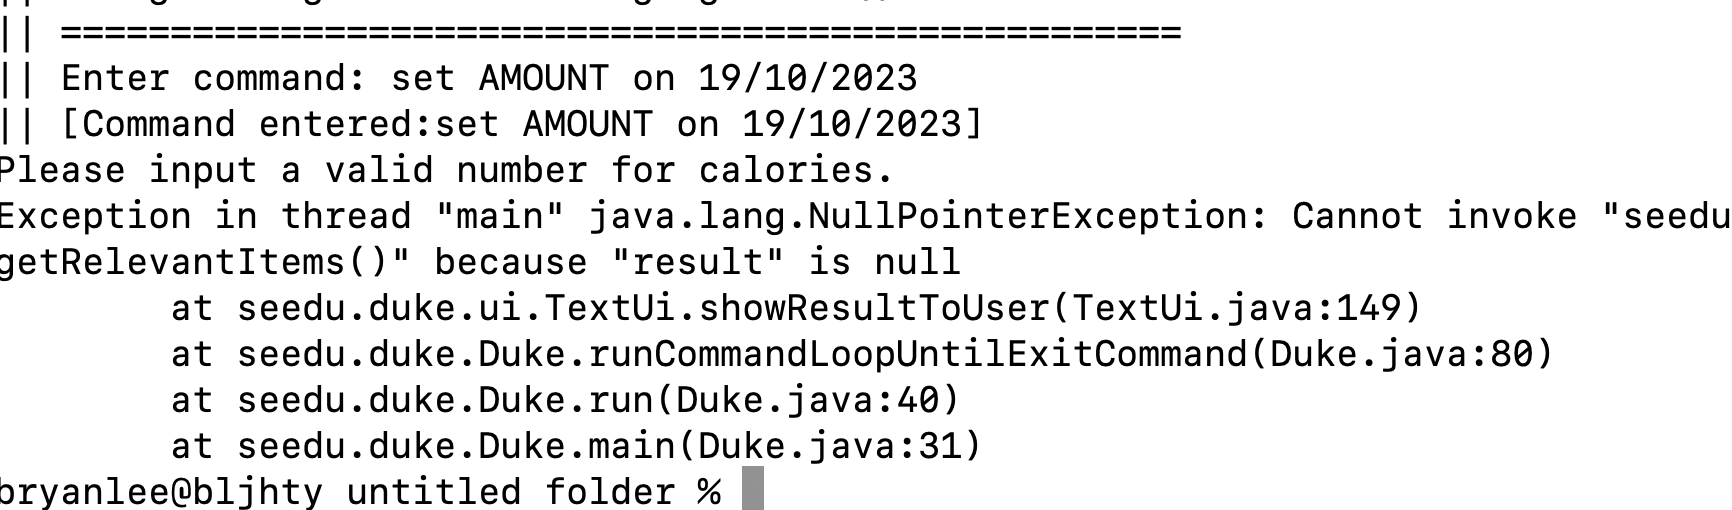 || ===================================================
|| Enter command: set AMOUNT on 19/10/2023
|| [Command entered:set AMOUNT on 19/10/2023]
Please input a valid number for calories.
Exception in thread "main" java.lang.NullPointerException: Cannot invoke "seedu
getRelevantItems()" because "result" is null
at seedu.duke.ui.TextUi.showResultToUser(TextUi.java:149)
at seedu.duke.Duke.runCommandLoopUntilExitCommand(Duke.java:80)
at seedu.duke.Duke.run(Duke.java:40)
at seedu.duke.Duke.main(Duke.java:31)
bryanlee@bljhty untitled folder %